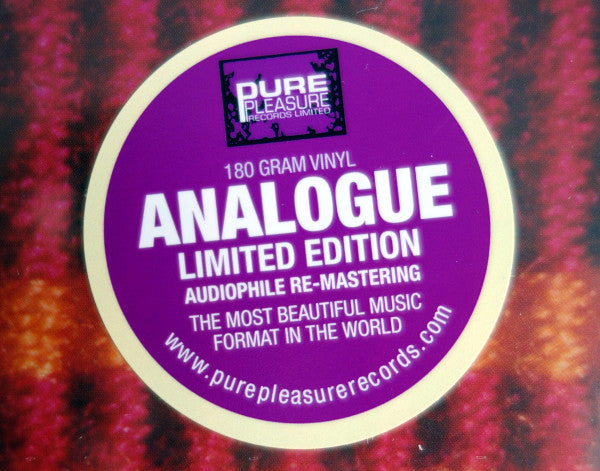 PURE
PLEASURE
RECORDS LIMITED
180 GRAM VINYL
ANALOGUE
LIMITED EDITION
AUDIOPHILE RE-MASTERING
THE MOST BEAUTIFUL MUSIC
FORMAT IN THE WORLD
www.purepleasurerecords.com